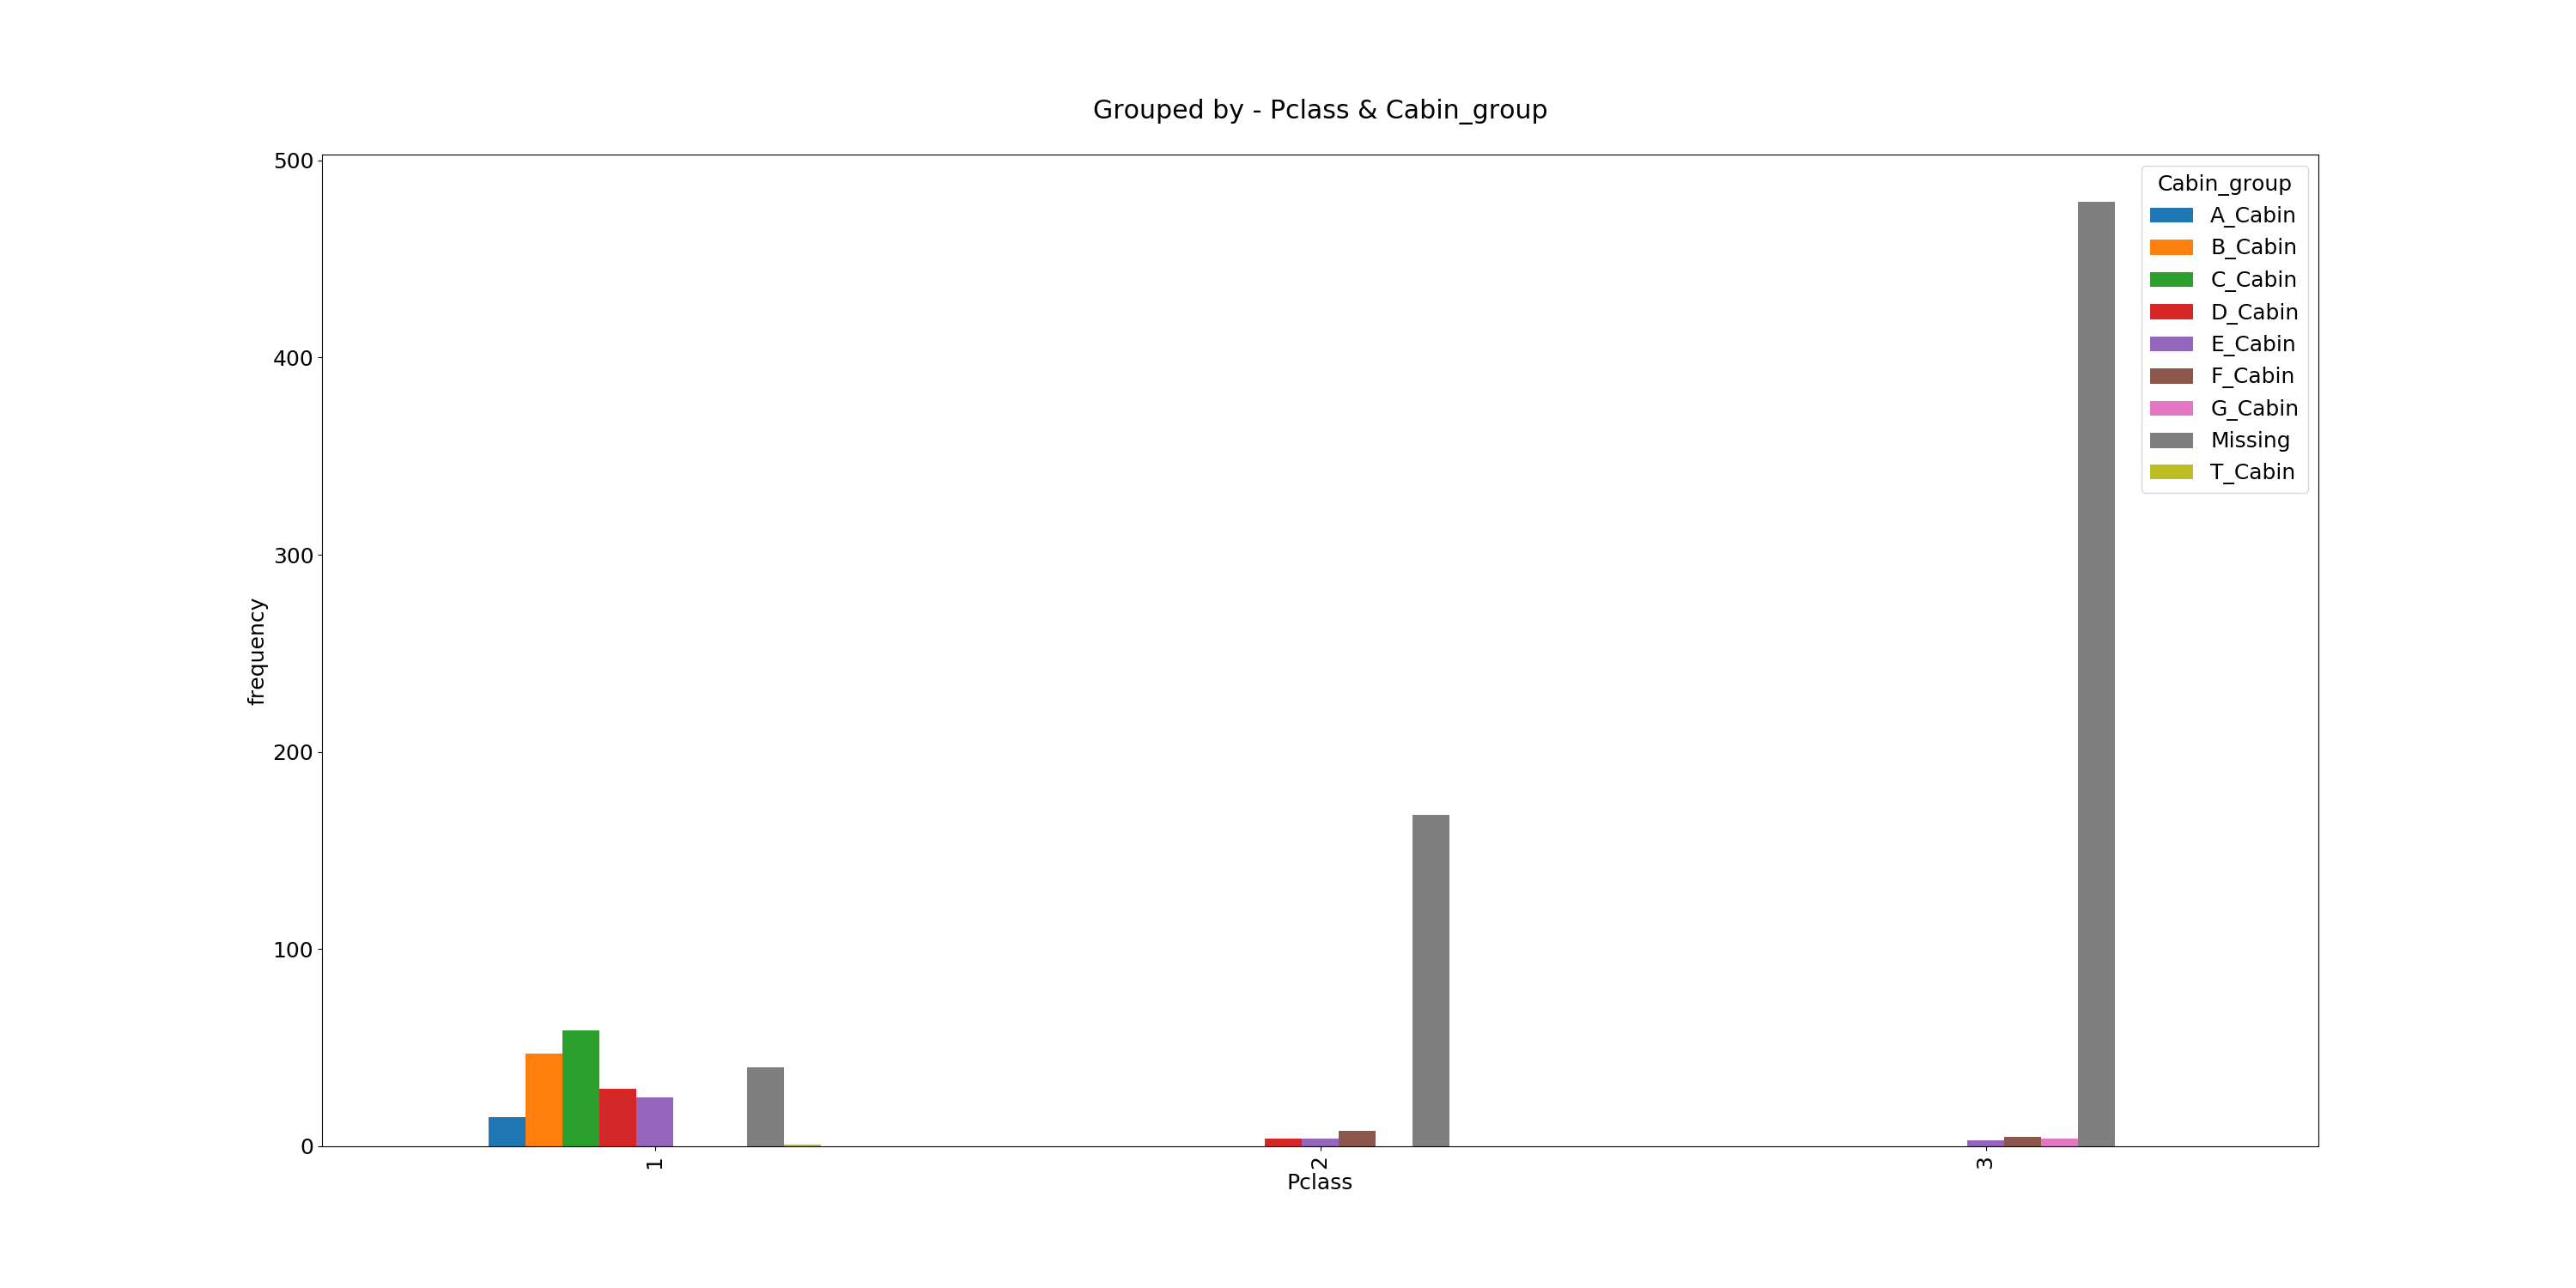 Grouped by - Pclass & Cabin_group
500
400
300
200
100
0
frequency
1
2
3
Pclass
Cabin_group
A_Cabin
B_Cabin
C_Cabin
D_Cabin
E_Cabin
F_Cabin
G_Cabin
Missing
T_Cabin